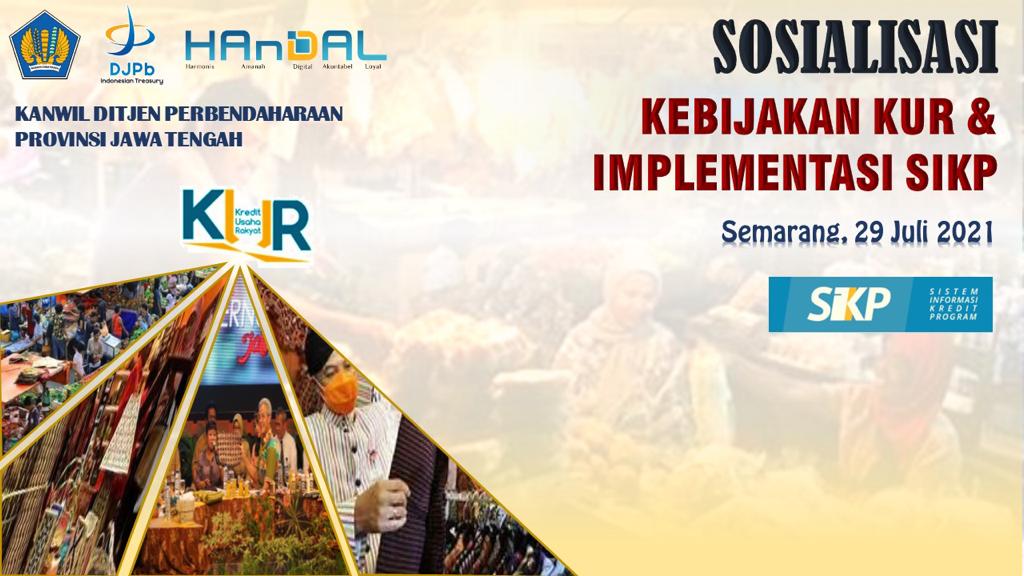 DJPb
Indonesian Treasury
HAnDAL
Harmonis Amanah Digital Akuntabel Loyal
KANWIL DITJEN PERBENDAHARAAN
PROVINSI JAWA TENGAH
SOSIALISASI
KEBIJAKAN KUR &
IMPLEMENTASI SIKP
Semarang, 29 Juli 2021
KUR
Kredit
Usaha
Rakyat
SIKP
SISTEM
INFORMASI
KREDIT
PROGRAM